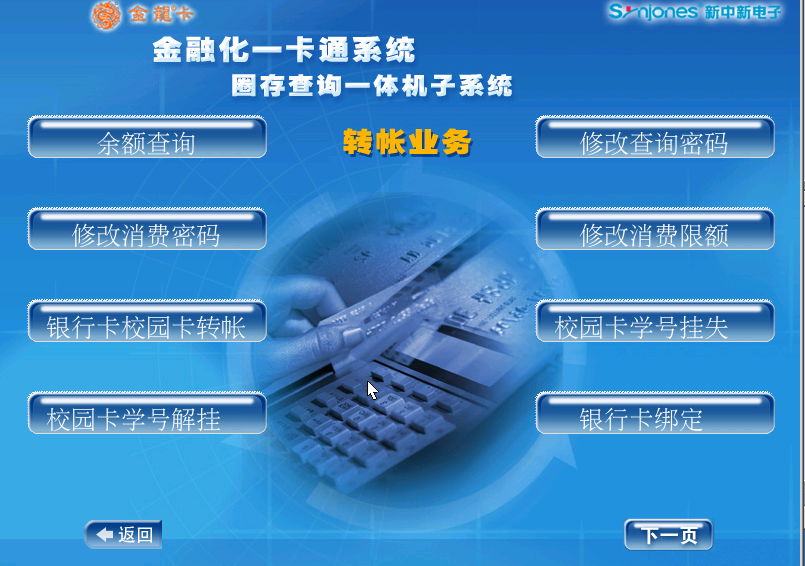 金龍卡
Synjones 新中新电子
金融化一卡通系统
圈存查询一体机子系统
转帐业务
余额查询
修改查询密码
修改消费密码
修改消费限额
银行卡校园卡转帐
校园卡学号挂失
校园卡学号解挂
银行卡绑定
返回
下一页